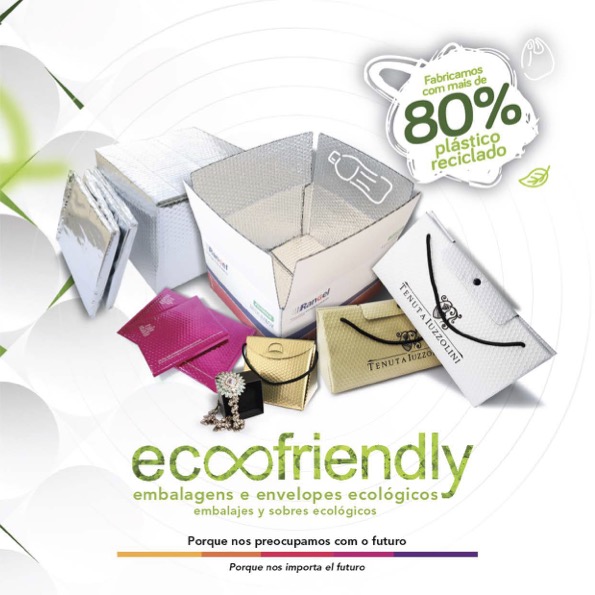 Fabricamos
com mais de
80%
plástico
reciclado
Rangel
TENUTA IUZZOLINI
TENUTA IUZZOLINI
ecoofriendly
embalagens e envelopes ecológicos
embalajes y sobres ecológicos
Porque nos preocupamos com o futuro
Porque nos importa el futuro